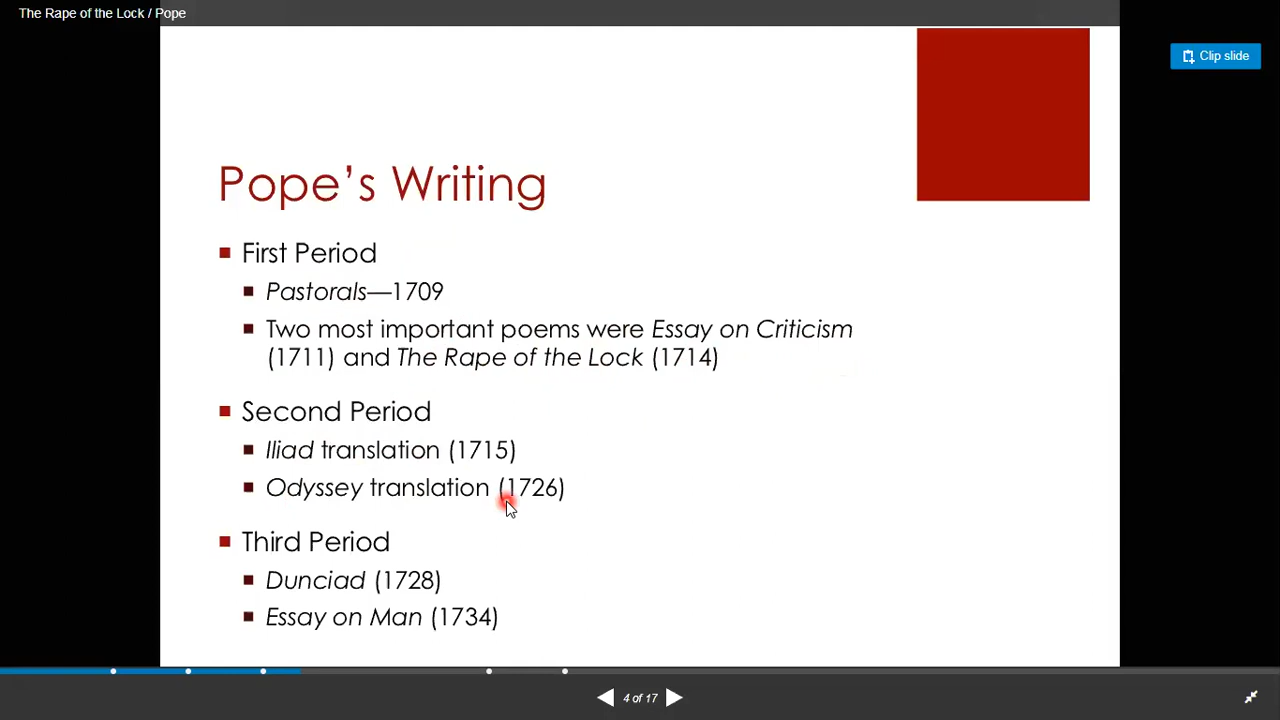 The Rape of the Lock / Pope
Clip slide
Pope’s Writing
First Period
Pastorals—1709
Two most important poems were Essay on Criticism
(1711) and The Rape of the Lock (1714)
Second Period
Iliad translation (1715)
Odyssey translation (1726)
Third Period
Dunciad (1728)
Essay on Man (1734)
4 of 17